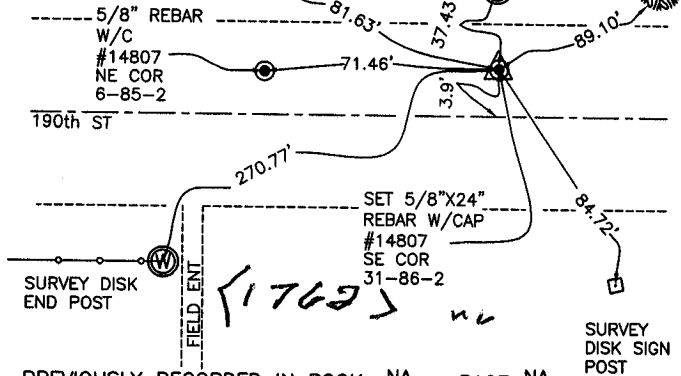 5/8" REBAR
W/C
#14807
NE COR
6-85-2
81.63'
37.43'
89.10'
71.46'
3.9'
190th ST
270.77'
84.72'
SET 5/8"X24"
REBAR W/CAP
#14807
SE COR
31-86-2
W
SURVEY DISK
END POST
FIELD ENT
<1762>
SURVEY
DISK SIGN
POST
PREVIOUSLY RECORDED IN BOOK NA PAGE NA